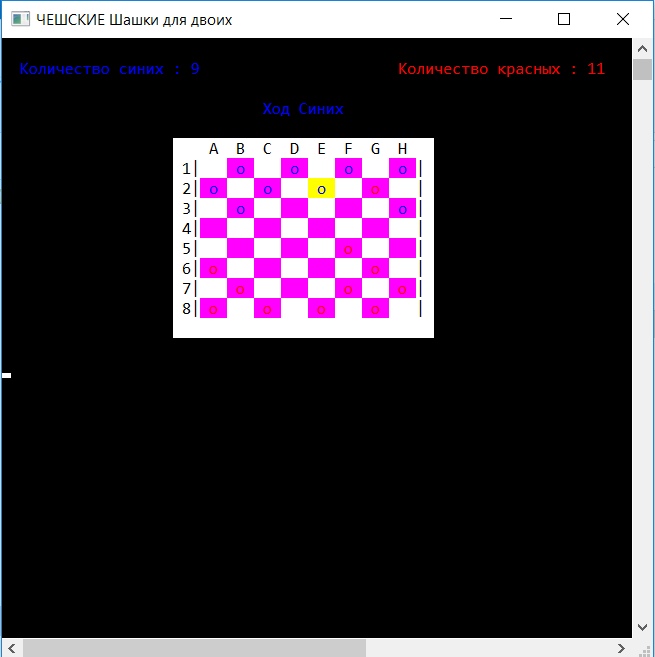 ЧЕШСКИЕ Шашки для двоих
Количество синих : 9 Количество красных : 11
Ход Синих
A B C D E F G H
1| o o o o|
2|o o o o |
3| o o|
4| |
5| o |
6|o o |
7| o o o|
8|o o o o |